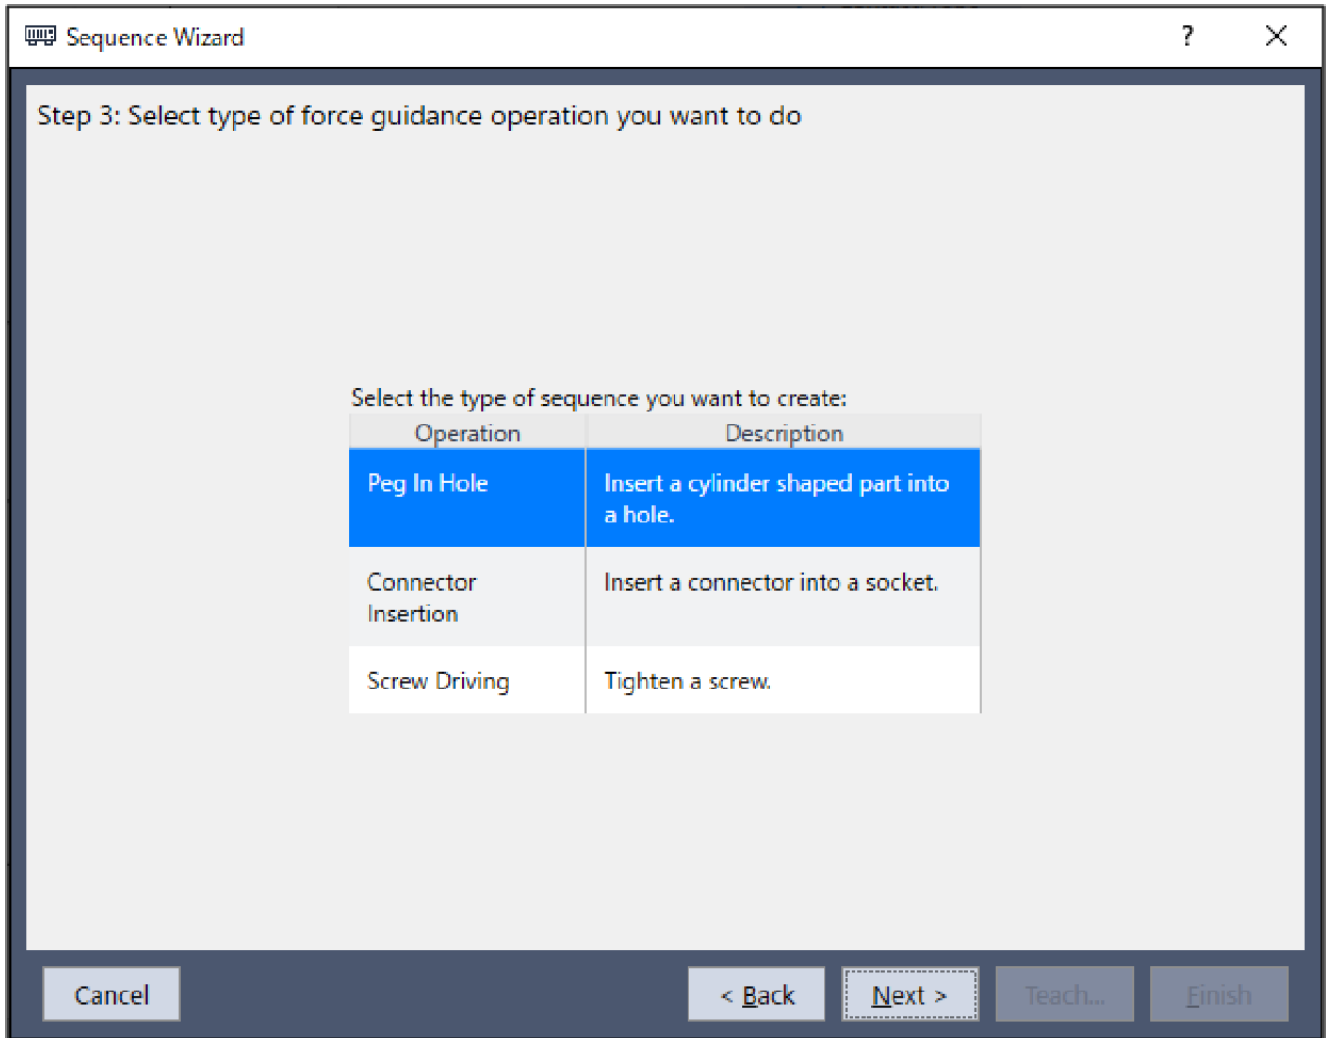 Sequence Wizard ?
Step 3: Select type of force guidance operation you want to do
Select the type of sequence you want to create:
Operation Description
Peg In Hole Insert a cylinder shaped part into
a hole.
Connector Insert a connector into a socket.
Insertion
Screw Driving Tighten a screw.
Cancel < Back Next > Teach... Finish